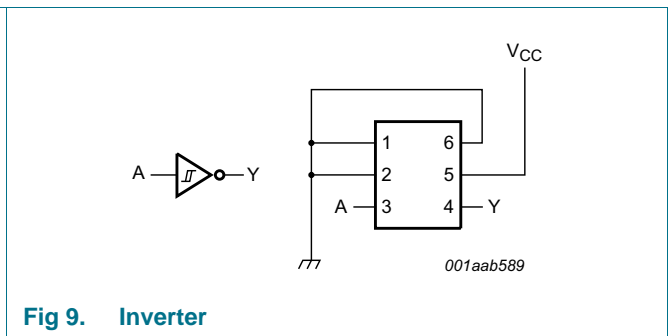 VCC
1 6
A Y 2 5
A 3 4 Y
001aab589
Fig 9. Inverter